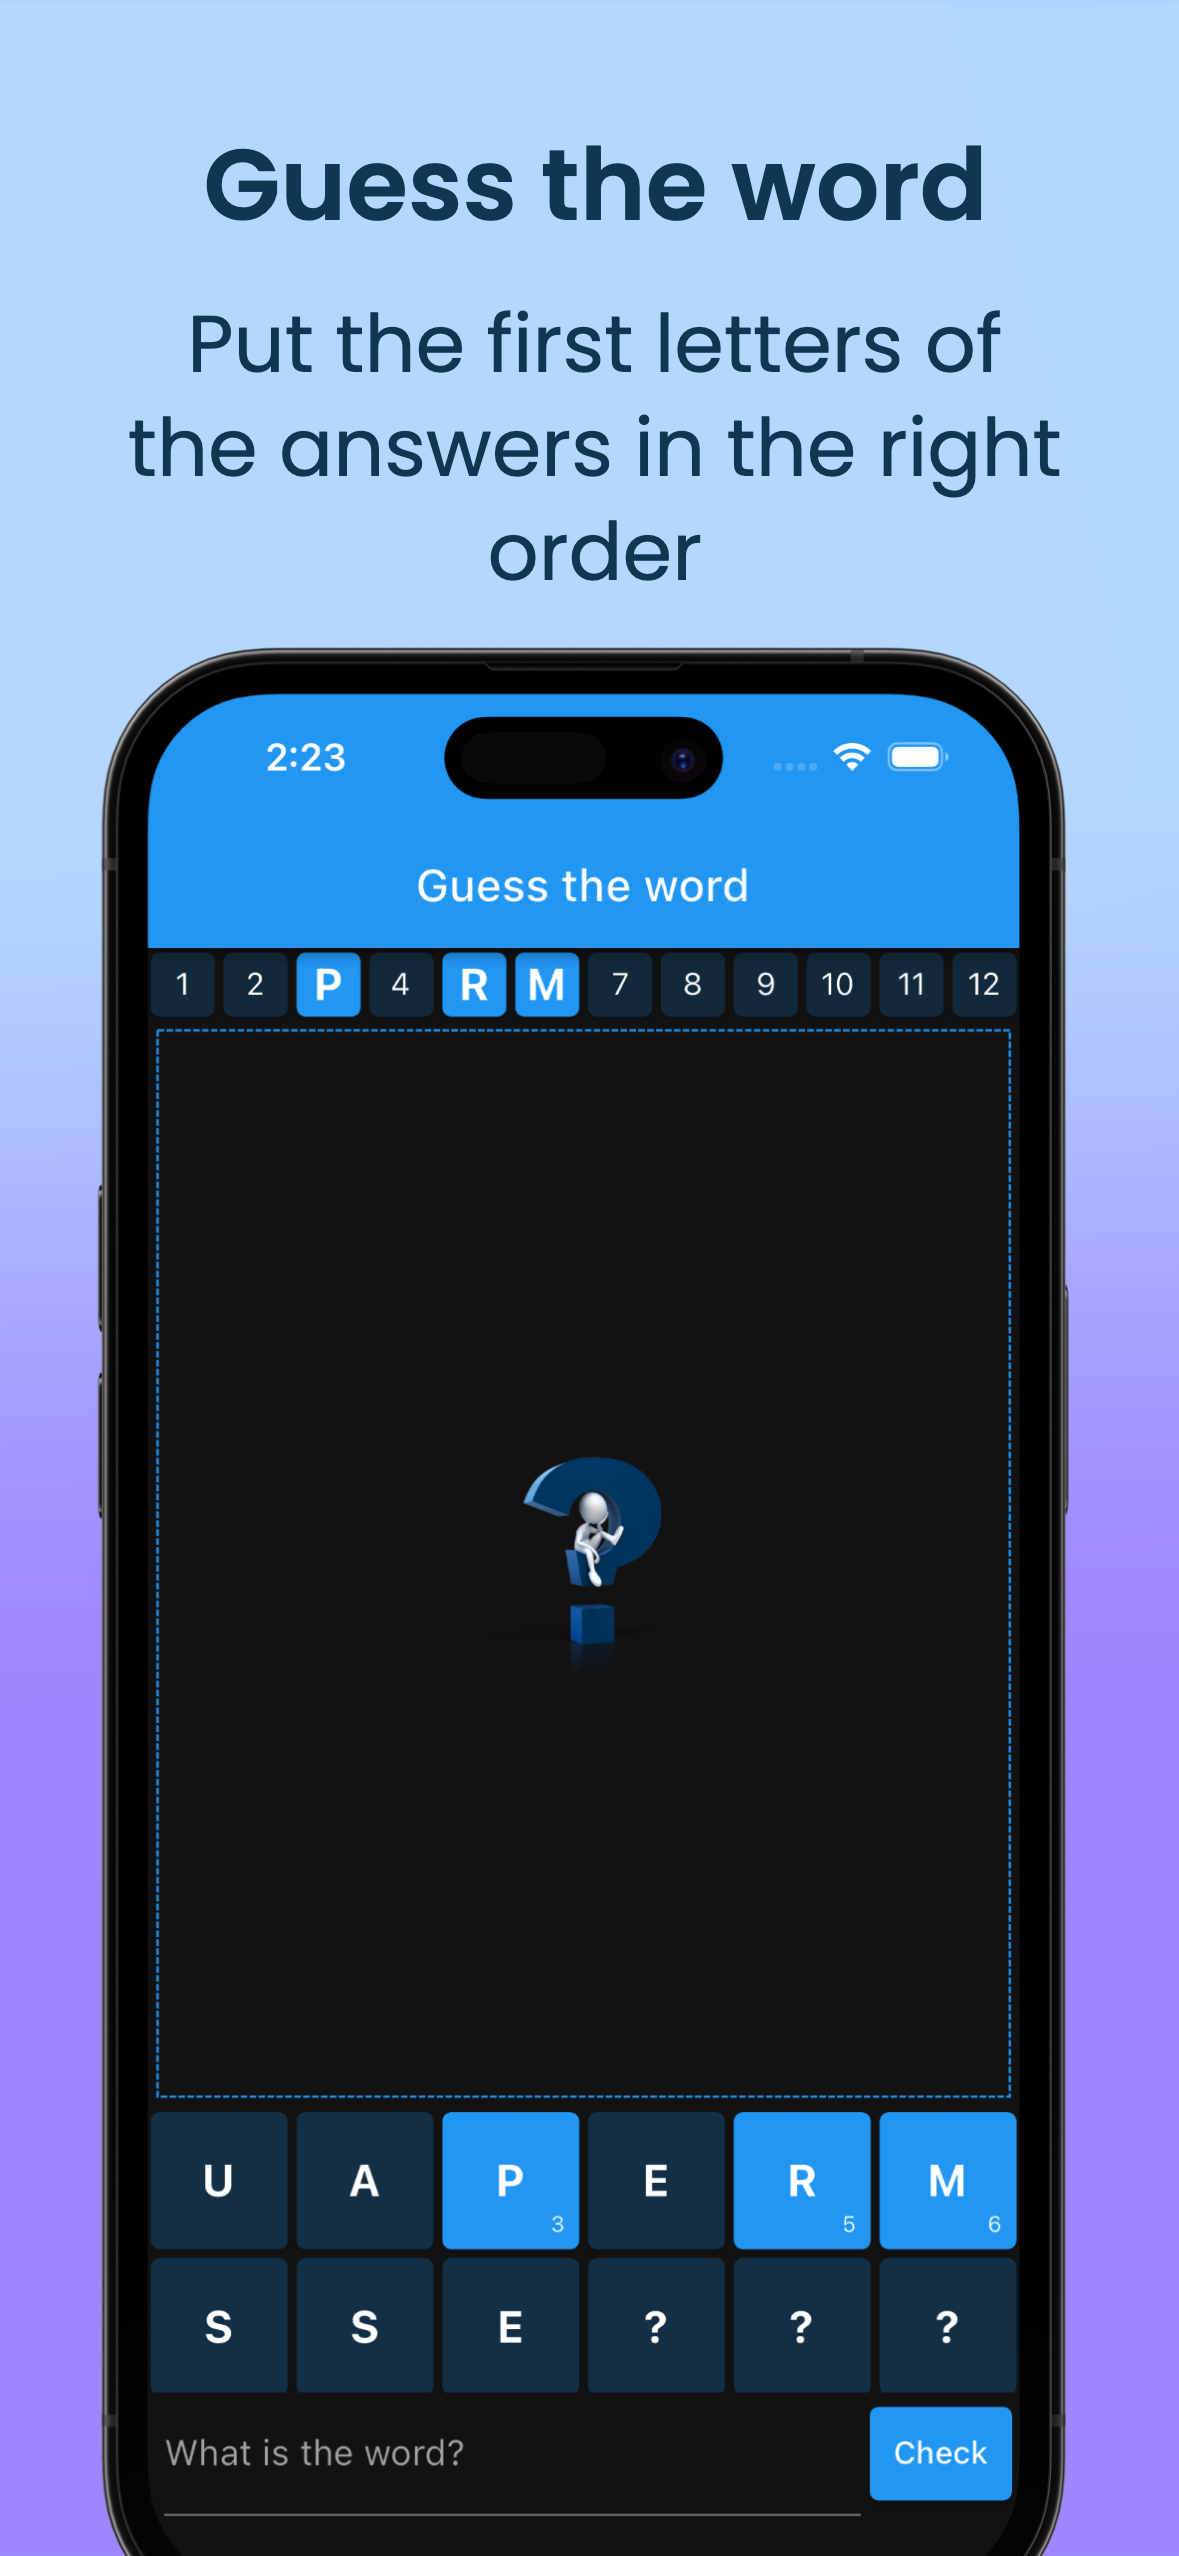 Guess the word
Put the first letters of
the answers in the right
order
2:23
Guess the word
1 2 P 4 R M 7 8 9 10 11 12
U A P 3 E R 5 M 6
S S E ? ? ?
What is the word? Check